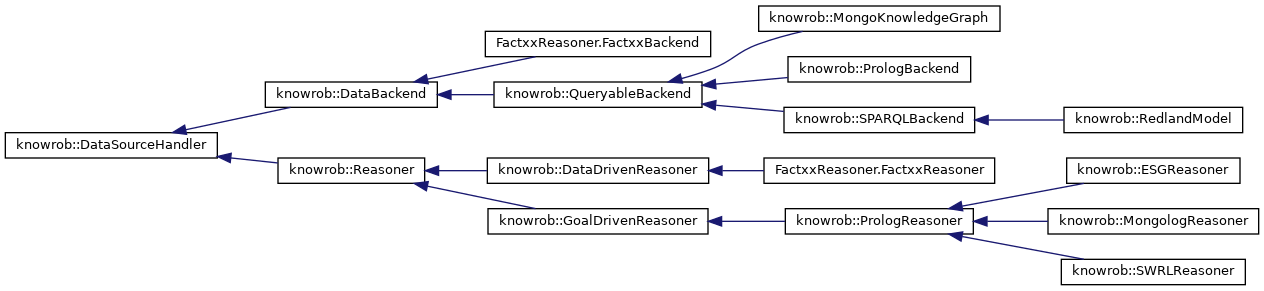 knowrob::MongoKnowledgeGraph
FactxxReasoner.FactxxBackend
knowrob::PrologBackend
knowrob::DataBackend
knowrob::QueryableBackend
knowrob::SPARQLBackend
knowrob::RedlandModel
knowrob::DataSourceHandler
knowrob::Reasoner
knowrob::DataDrivenReasoner
FactxxReasoner.FactxxReasoner
knowrob::ESGReasoner
knowrob::GoalDrivenReasoner
knowrob::PrologReasoner
knowrob::MongologReasoner
knowrob::SWRLReasoner